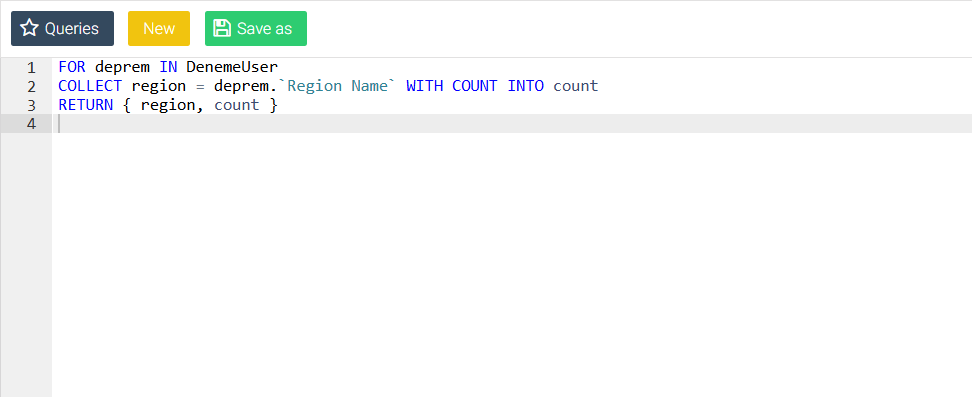 Queries New Save as
1 FOR deprem IN DenemeUser
2 COLLECT region = deprem.`Region Name` WITH COUNT INTO count
3 RETURN { region, count }
4